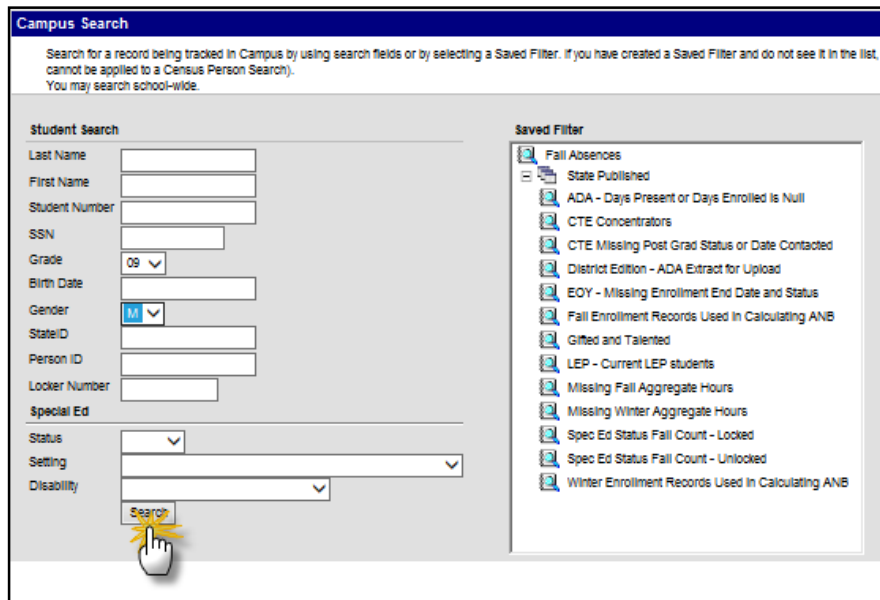 Campus Search
Search for a record being tracked in Campus by using search fields or by selecting a Saved Filter. If you have created a Saved Filter and do not see it in the list,
cannot be applied to a Census Person Search).
You may search school-wide.
Student Search
Last Name
First Name
Student Number
SSN
Grade 09
Birth Date
Gender M
StateID
Person ID
Locker Number
Special Ed
Status
Setting
Disability
Search
Saved Filter
Fall Absences
State Published
ADA - Days Present or Days Enrolled is Null
CTE Concentrators
CTE Missing Post Grad Status or Date Contacted
District Edition - ADA Extract for Upload
EOY - Missing Enrollment End Date and Status
Fall Enrollment Records Used in Calculating ANB
Gifted and Talented
LEP - Current LEP students
Missing Fall Aggregate Hours
Missing Winter Aggregate Hours
Spec Ed Status Fall Count - Locked
Spec Ed Status Fall Count - Unlocked
Winter Enrollment Records Used in Calculating ANB